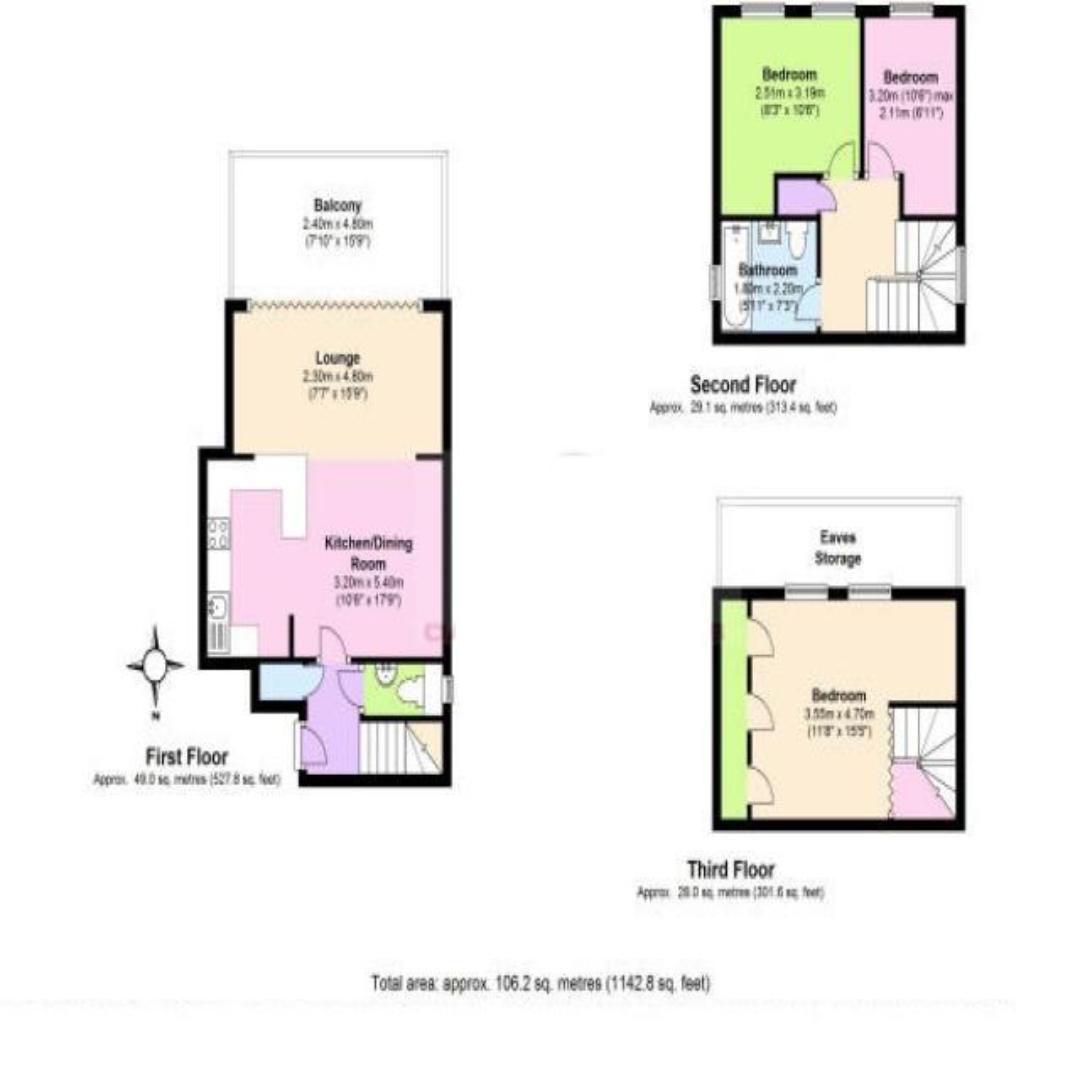 Balcony
2.40m x 4.80m
(7'10" x 15'9")
Lounge
2.30m x 4.80m
(7'7" x 15'9")
Kitchen/Dining
Room
3.20m x 5.40m
(10'6" x 17'9")
N
First Floor
Approx. 49.0 sq. metres (527.8 sq. feet)
Bedroom
2.51m x 3.19m
(8'3" x 10'6")
Bedroom
3.20m (10'6") max
2.11m (6'11")
Bathroom
1.80m x 2.20m
(5'11" x 7'3")
Second Floor
Approx. 29.1 sq. metres (313.4 sq. feet)
Eaves
Storage
Bedroom
3.55m x 4.70m
(11'8" x 15'5")
Third Floor
Approx. 28.0 sq. metres (301.6 sq. feet)
Total area: approx. 106.2 sq. metres (1142.8 sq. feet)